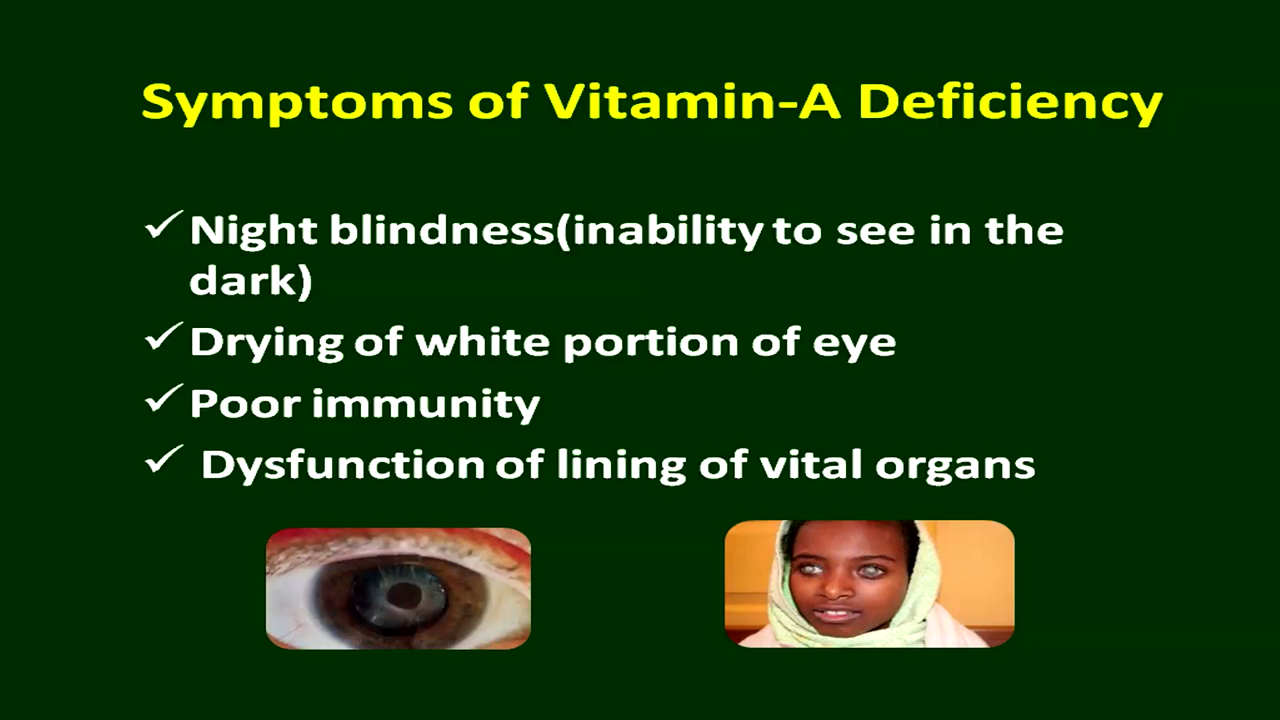 Symptoms of Vitamin-A Deficiency
✓Night blindness(inability to see in the
dark)
✓Drying of white portion of eye
✓Poor immunity
✓ Dysfunction of lining of vital organs